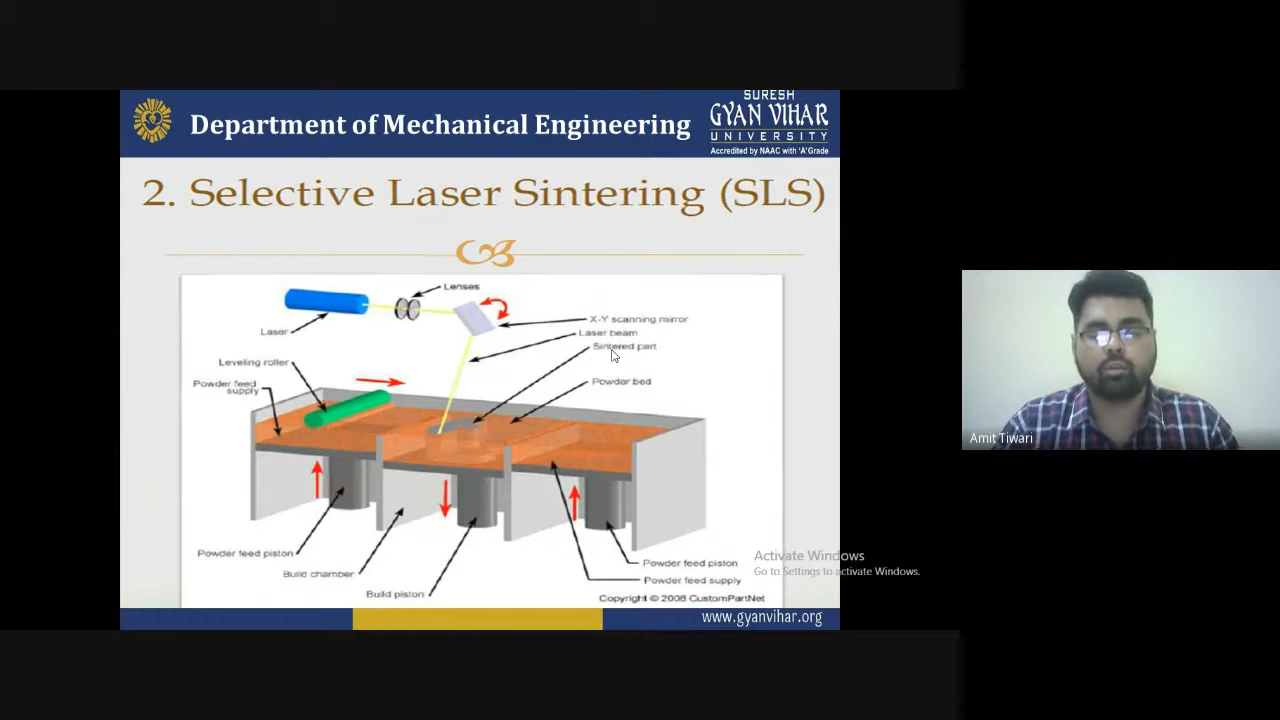 Department of Mechanical Engineering
SURESH
GYAN VIHAR
UNIVERSITY
Accredited by NAAC with 'A' Grade
2. Selective Laser Sintering (SLS)
Lenses
X-Y scanning mirror
Laser
Laser beam
Sintered part
Leveling roller
Powder feed
supply
Powder bed
Amit Tiwari
Powder feed piston
Build chamber
Build piston
Powder feed piston
Powder feed supply
Copyright © 2008 CustomPartNet
Activate Windows
Go to Settings to activate Windows.
www.gyanvihar.org